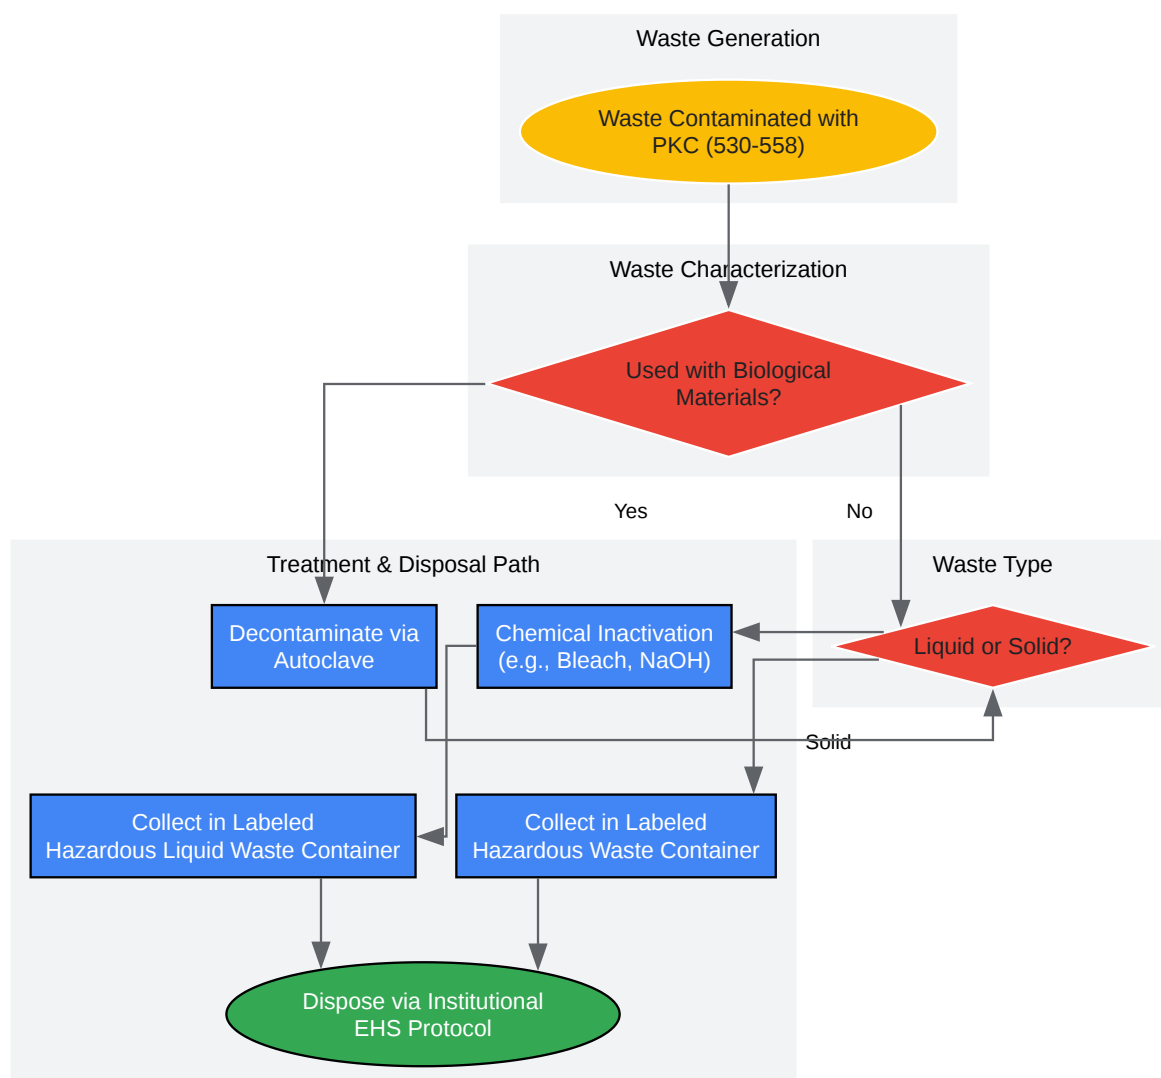 Waste Generation
Waste Contaminated with
PKC (530-558)
Waste Characterization
Used with Biological
Materials?
Yes
No
Treatment & Disposal Path
Waste Type
Decontaminate via
Autoclave
Chemical Inactivation
(e.g., Bleach, NaOH)
Liquid or Solid?
Solid
Collect in Labeled
Hazardous Liquid Waste Container
Collect in Labeled
Hazardous Waste Container
Dispose via Institutional
EHS Protocol